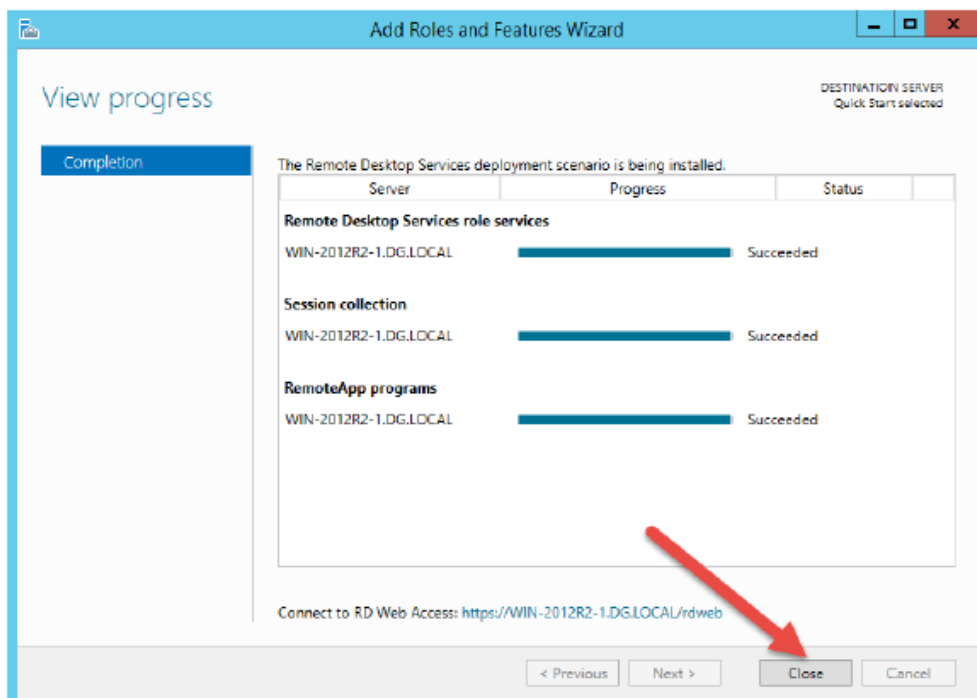 Add Roles and Features Wizard
View progress
DESTINATION SERVER
Quick Start selected
Completion
The Remote Desktop Services deployment scenario is being installed.
Server Progress Status
Remote Desktop Services role services
WIN-2012R2-1.DG.LOCAL Succeeded
Session collection
WIN-2012R2-1.DG.LOCAL Succeeded
RemoteApp programs
WIN-2012R2-1.DG.LOCAL Succeeded
Connect to RD Web Access: https://WIN-2012R2-1.DG.LOCAL/rdweb
< Previous Next > Close Cancel